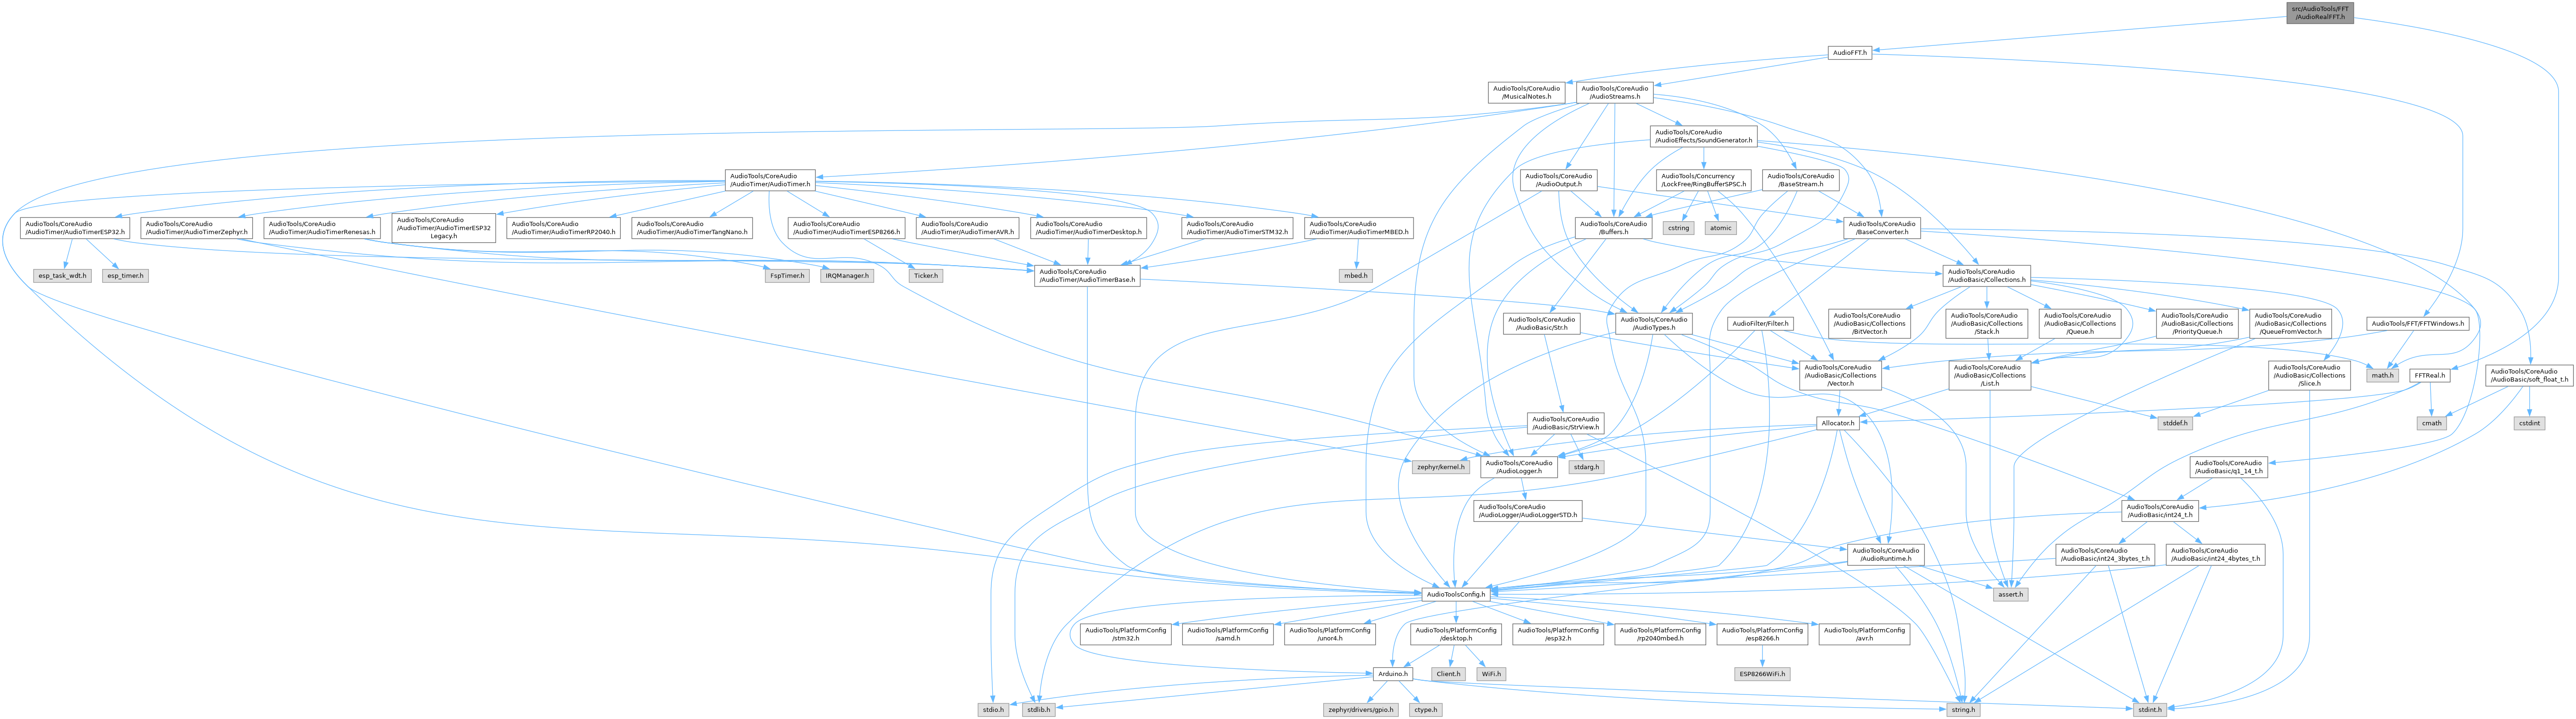 src/AudioTools/FFT
/AudioRealFFT.h
AudioFFT.h
AudioTools/CoreAudio
/MusicalNotes.h
AudioTools/CoreAudio
/AudioStreams.h
AudioTools/CoreAudio
/AudioEffects/SoundGenerator.h
AudioTools/CoreAudio
/AudioTimer/AudioTimer.h
AudioTools/CoreAudio
/AudioOutput.h
AudioTools/Concurrency
/LockFree/RingBufferSPSC.h
AudioTools/CoreAudio
/BaseStream.h
AudioTools/CoreAudio
/AudioTimer/AudioTimerESP32.h
AudioTools/CoreAudio
/AudioTimer/AudioTimerZephyr.h
AudioTools/CoreAudio
/AudioTimer/AudioTimerRenesas.h
AudioTools/CoreAudio
/AudioTimer/AudioTimerESP32
Legacy.h
AudioTools/CoreAudio
/AudioTimer/AudioTimerRP2040.h
AudioTools/CoreAudio
/AudioTimer/AudioTimerTangNano.h
AudioTools/CoreAudio
/AudioTimer/AudioTimerESP8266.h
AudioTools/CoreAudio
/AudioTimer/AudioTimerAVR.h
AudioTools/CoreAudio
/AudioTimer/AudioTimerDesktop.h
AudioTools/CoreAudio
/AudioTimer/AudioTimerSTM32.h
AudioTools/CoreAudio
/AudioTimer/AudioTimerMBED.h
AudioTools/CoreAudio
/Buffers.h
cstring
atomic
AudioTools/CoreAudio
/BaseConverter.h
esp_task_wdt.h
esp_timer.h
FspTimer.h
IRQManager.h
Ticker.h
AudioTools/CoreAudio
/AudioTimer/AudioTimerBase.h
mbed.h
AudioTools/CoreAudio
/AudioBasic/Collections.h
AudioTools/CoreAudio
/AudioBasic/Str.h
AudioTools/CoreAudio
/AudioTypes.h
AudioFilter/Filter.h
AudioTools/CoreAudio
/AudioBasic/Collections
/BitVector.h
AudioTools/CoreAudio
/AudioBasic/Collections
/Stack.h
AudioTools/CoreAudio
/AudioBasic/Collections
/Queue.h
AudioTools/CoreAudio
/AudioBasic/Collections
/PriorityQueue.h
AudioTools/CoreAudio
/AudioBasic/Collections
/QueueFromVector.h
AudioTools/FFT/FFTWindows.h
AudioTools/CoreAudio
/AudioBasic/Collections
/Vector.h
AudioTools/CoreAudio
/AudioBasic/Collections
/List.h
AudioTools/CoreAudio
/AudioBasic/Collections
/Slice.h
math.h
FFTReal.h
AudioTools/CoreAudio
/AudioBasic/soft_float_t.h
AudioTools/CoreAudio
/AudioBasic/StrView.h
Allocator.h
stddef.h
cmath
cstdint
zephyr/kernel.h
AudioTools/CoreAudio
/AudioLogger.h
stdarg.h
AudioTools/CoreAudio
/AudioBasic/q1_14_t.h
AudioTools/CoreAudio
/AudioLogger/AudioLoggerSTD.h
AudioTools/CoreAudio
/AudioBasic/int24_t.h
AudioTools/CoreAudio
/AudioRuntime.h
AudioTools/CoreAudio
/AudioBasic/int24_3bytes_t.h
AudioTools/CoreAudio
/AudioBasic/int24_4bytes_t.h
AudioToolsConfig.h
assert.h
AudioTools/PlatformConfig
/stm32.h
AudioTools/PlatformConfig
/samd.h
AudioTools/PlatformConfig
/unor4.h
AudioTools/PlatformConfig
/desktop.h
AudioTools/PlatformConfig
/esp32.h
AudioTools/PlatformConfig
/rp2040mbed.h
AudioTools/PlatformConfig
/esp8266.h
AudioTools/PlatformConfig
/avr.h
Arduino.h
Client.h
WiFi.h
ESP8266WiFi.h
stdio.h
stdlib.h
zephyr/drivers/gpio.h
ctype.h
string.h
stdint.h